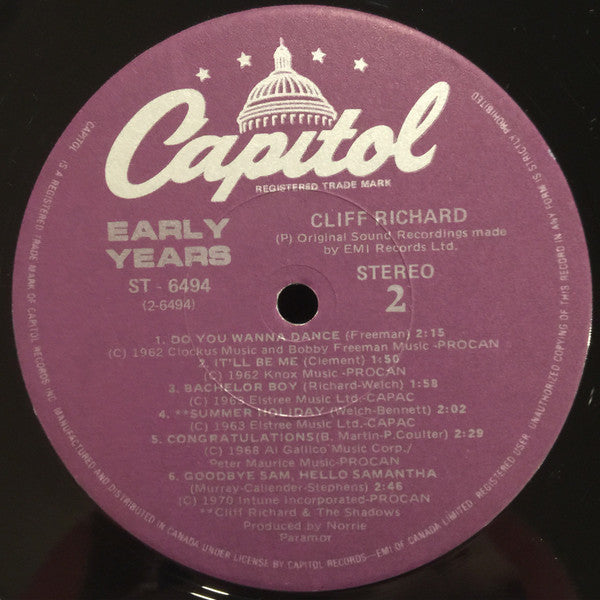 Capitol
REGISTERED TRADE MARK
EARLY
YEARS
ST - 6494
(2-6494)
CLIFF RICHARD
(P) Original Sound Recordings made
by EMI Records Ltd.
STEREO
2
1. DO YOU WANNA DANCE (Freeman) 2:15
(C) 1962 Clockus Music and Bobby Freeman Music -PROCAN
2. IT'LL BE ME (Clement) 1:50
(C) 1962 Knox Music-PROCAN
3. BACHELOR BOY (Richard-Welch) 1:58
(C) 1963 Elstree Music Ltd.-CAPAC
4. **SUMMER HOLIDAY (Welch-Bennett) 2:02
(C) 1963 Elstree Music Ltd.-CAPAC
5. CONGRATULATIONS(B. Martin-P.Coulter) 2:29
(C) 1968 Al Gallico Music Corp./
Peter Maurice Music-PROCAN
6. GOODBYE SAM, HELLO SAMANTHA
(Murray-Callender-Stephens) 2:46
(C) 1970 Intune Incorporated-PROCAN
**Cliff Richard & The Shadows
Produced by Norrie
Paramor
CAPITOL IS A REGISTERED TRADE MARK OF CAPITOL RECORDS INC. MANUFACTURED AND DISTRIBUTED IN CANADA UNDER LICENSE BY CAPITOL RECORDS—EMI OF CANADA LIMITED. REGISTERED USER. UNAUTHORIZED COPYING OF THIS RECORD IN ANY FORM IS STRICTLY PROHIBITED